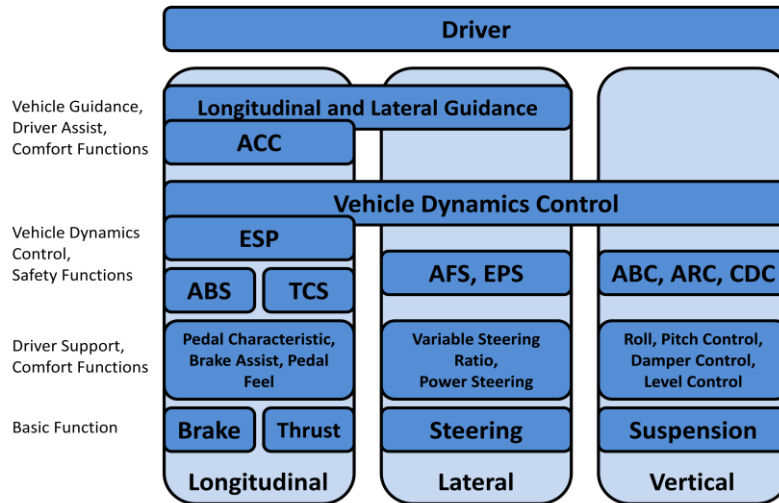 Driver
Vehicle Guidance,
Driver Assist,
Comfort Functions
Longitudinal and Lateral Guidance
ACC
Vehicle Dynamics Control
Vehicle Dynamics
Control,
Safety Functions
ESP
ABS
TCS
AFS, EPS
ABC, ARC, CDC
Driver Support,
Comfort Functions
Pedal Characteristic,
Brake Assist, Pedal
Feel
Variable Steering
Ratio,
Power Steering
Roll, Pitch Control,
Damper Control,
Level Control
Basic Function
Brake
Thrust
Steering
Suspension
Longitudinal
Lateral
Vertical